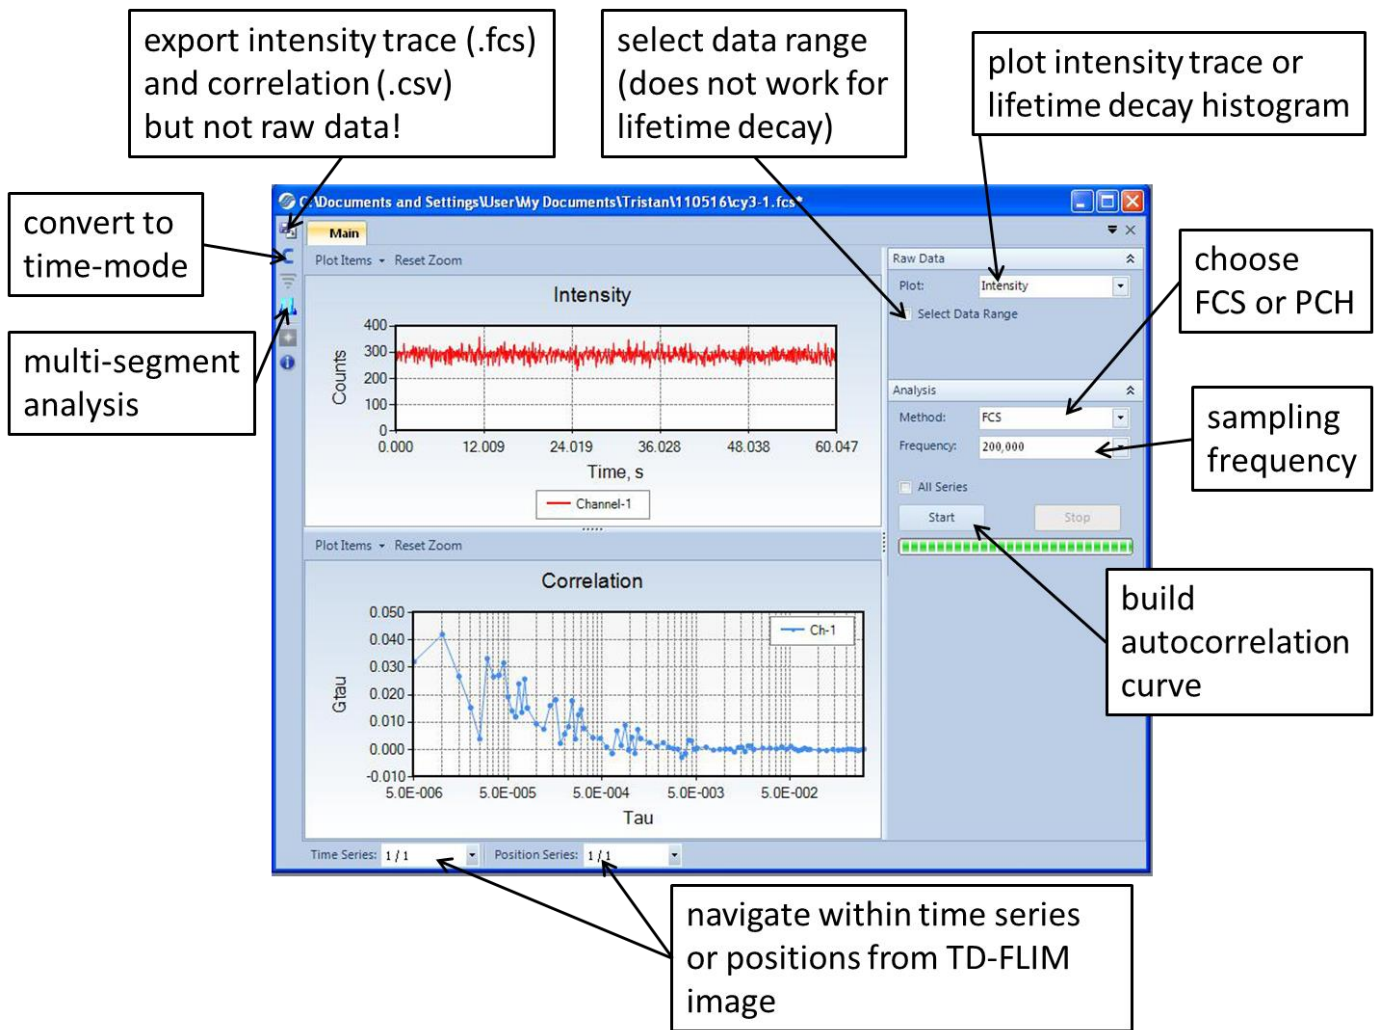 export intensity trace (.fcs)
and correlation (.csv)
but not raw data!
select data range
(does not work for
lifetime decay)
plot intensity trace or
lifetime decay histogram
convert to
time-mode
multi-segment
analysis
choose
FCS or PCH
sampling
frequency
build
autocorrelation
curve
navigate within time series
or positions from TD-FLIM
image
C:\Documents and Settings\User\My Documents\Tristan\110516\cy3-1.fcs*
Main
Plot Items
Reset Zoom
Intensity
400
300
200
100
0
Counts
0.000
12.009
24.019
36.028
48.038
60.047
Time, s
Channel-1
Plot Items
Reset Zoom
Correlation
0.050
0.040
0.030
0.020
0.010
0.000
-0.010
Gtau
Ch-1
5.0E-006
5.0E-005
5.0E-004
5.0E-003
5.0E-002
Tau
Raw Data
Plot:
Intensity
Select Data Range
Analysis
Method:
FCS
Frequency:
200,000
All Series
Start
Stop
Time Series:
1 / 1
Position Series:
1 / 1